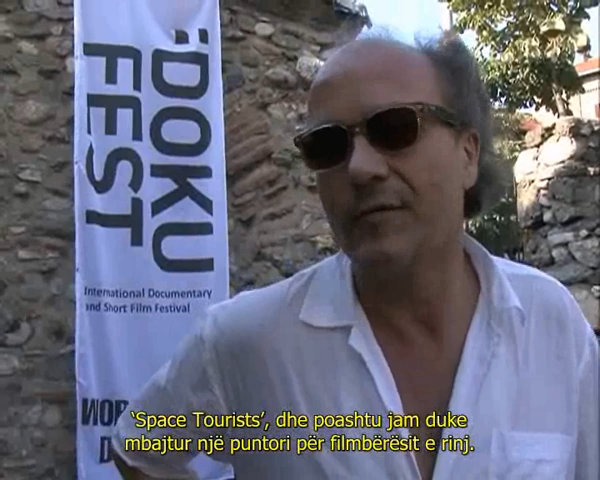 DOKU
FEST
International Documentary
and Short Film Festival
‘Space Tourists’, dhe poashtu jam duke
mbajtur një puntori për filmbërësit e rinj.